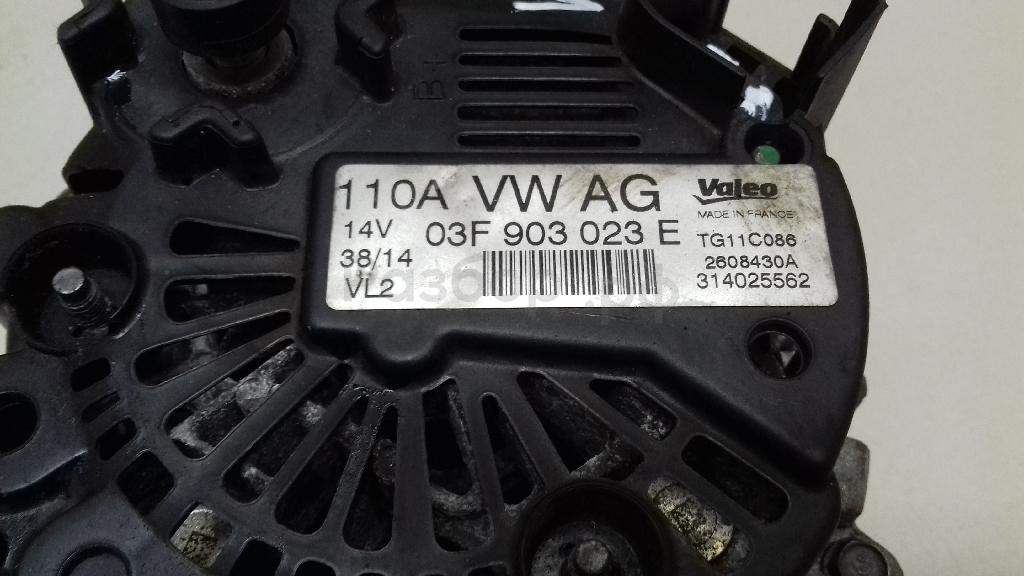 B+
110A VW AG Valeo
MADE IN FRANCE
14V 03F 903 023 E TG11C086
38/14 2608430A
VL2 314025562